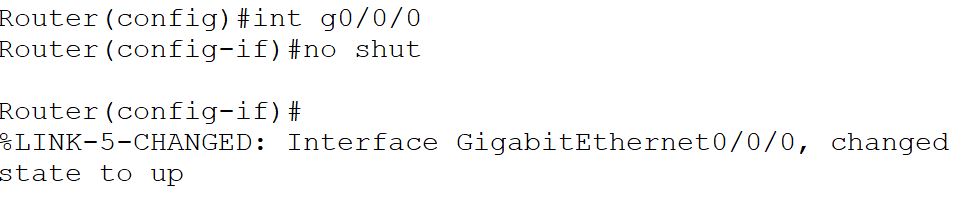 Router(config)#int g0/0/0
Router(config-if)#no shut
Router(config-if)#
%LINK-5-CHANGED: Interface GigabitEthernet0/0/0, changed
state to up